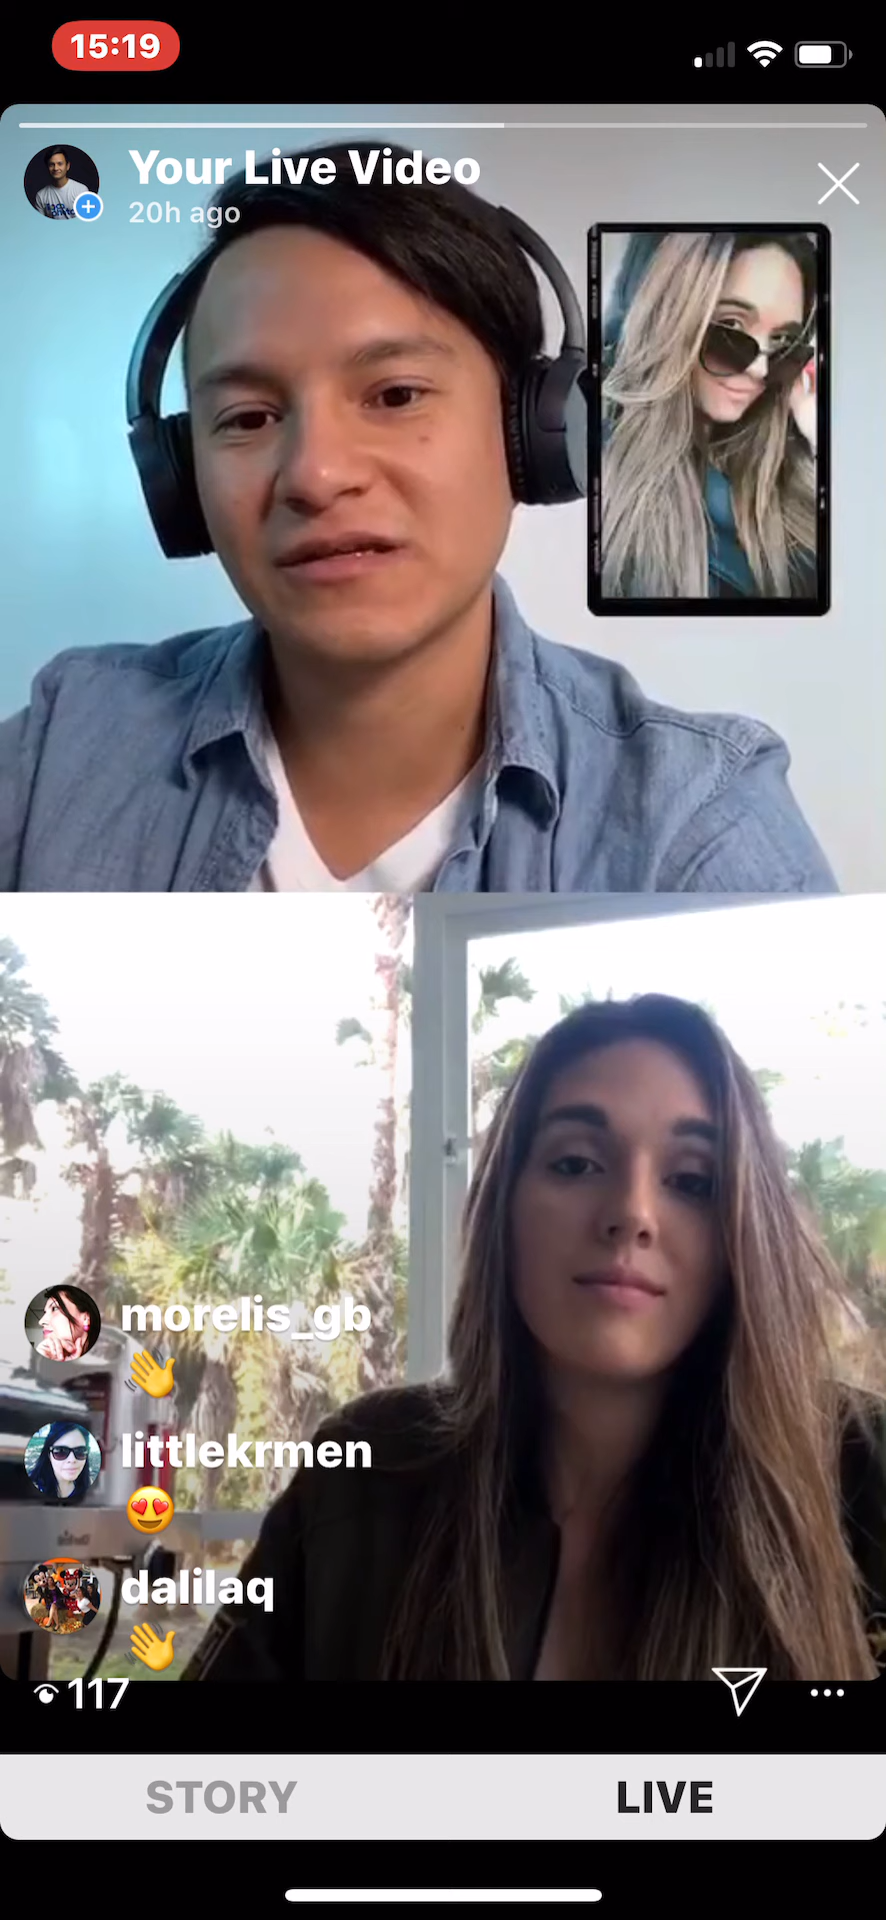 15:19
Your Live Video
20h ago
morelis_gb
👋
littlekrmen
😍
dalilaq
👋
117
STORY
LIVE